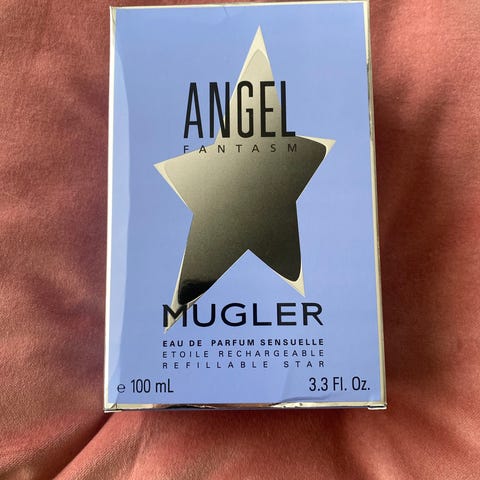 ANGEL
FANTASM
MUGLER
EAU DE PARFUM SENSUELLE
ETOILE RECHARGEABLE
REFILLABLE STAR
e 100 mL 3.3 Fl. Oz.